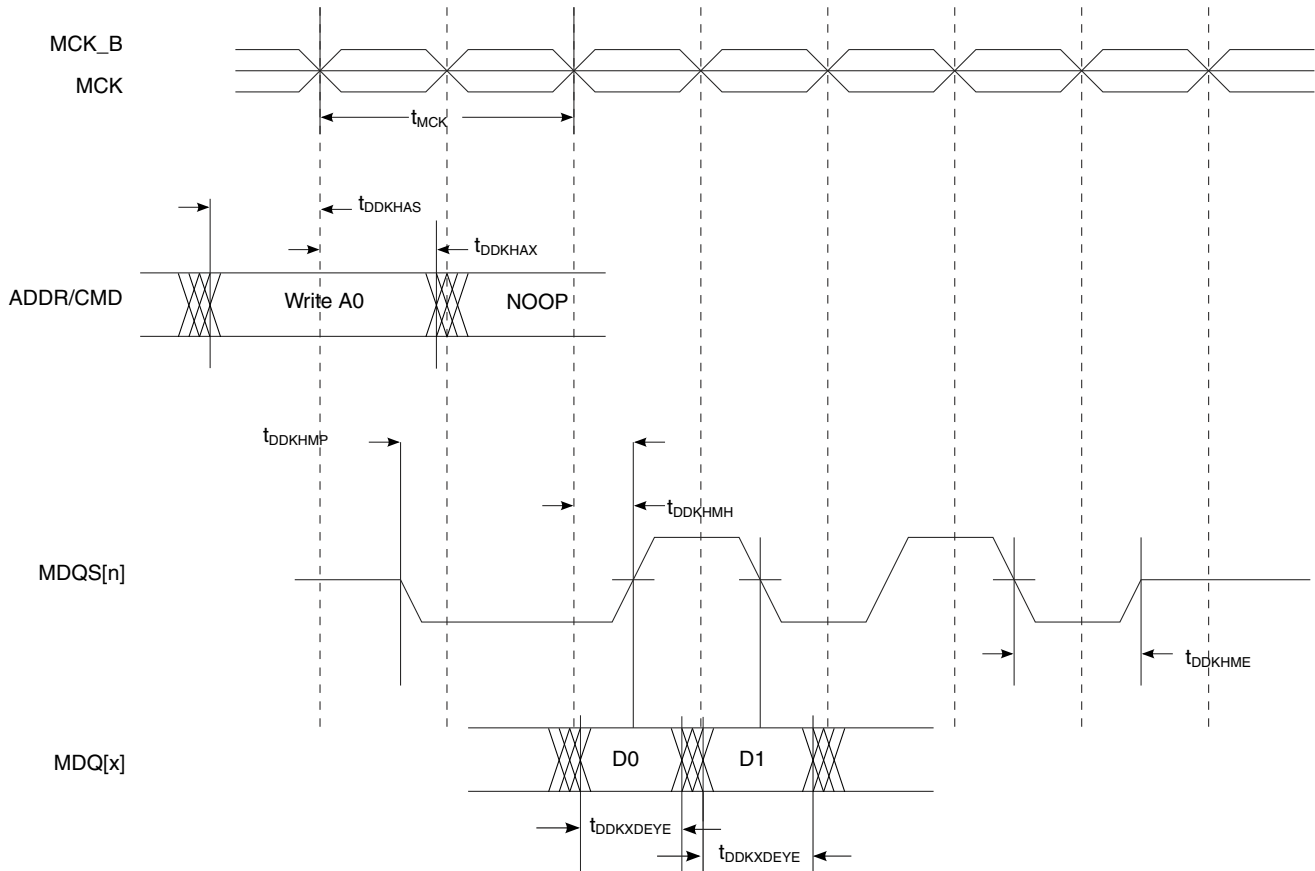 MCK_B
MCK
tMCK
tDDKHAS
tDDKHAX
ADDR/CMD
Write A0
NOOP
tDDKHMP
tDDKHMH
MDQS[n]
tDDKHME
MDQ[x]
D0
D1
tDDKXDEYE
tDDKXDEYE